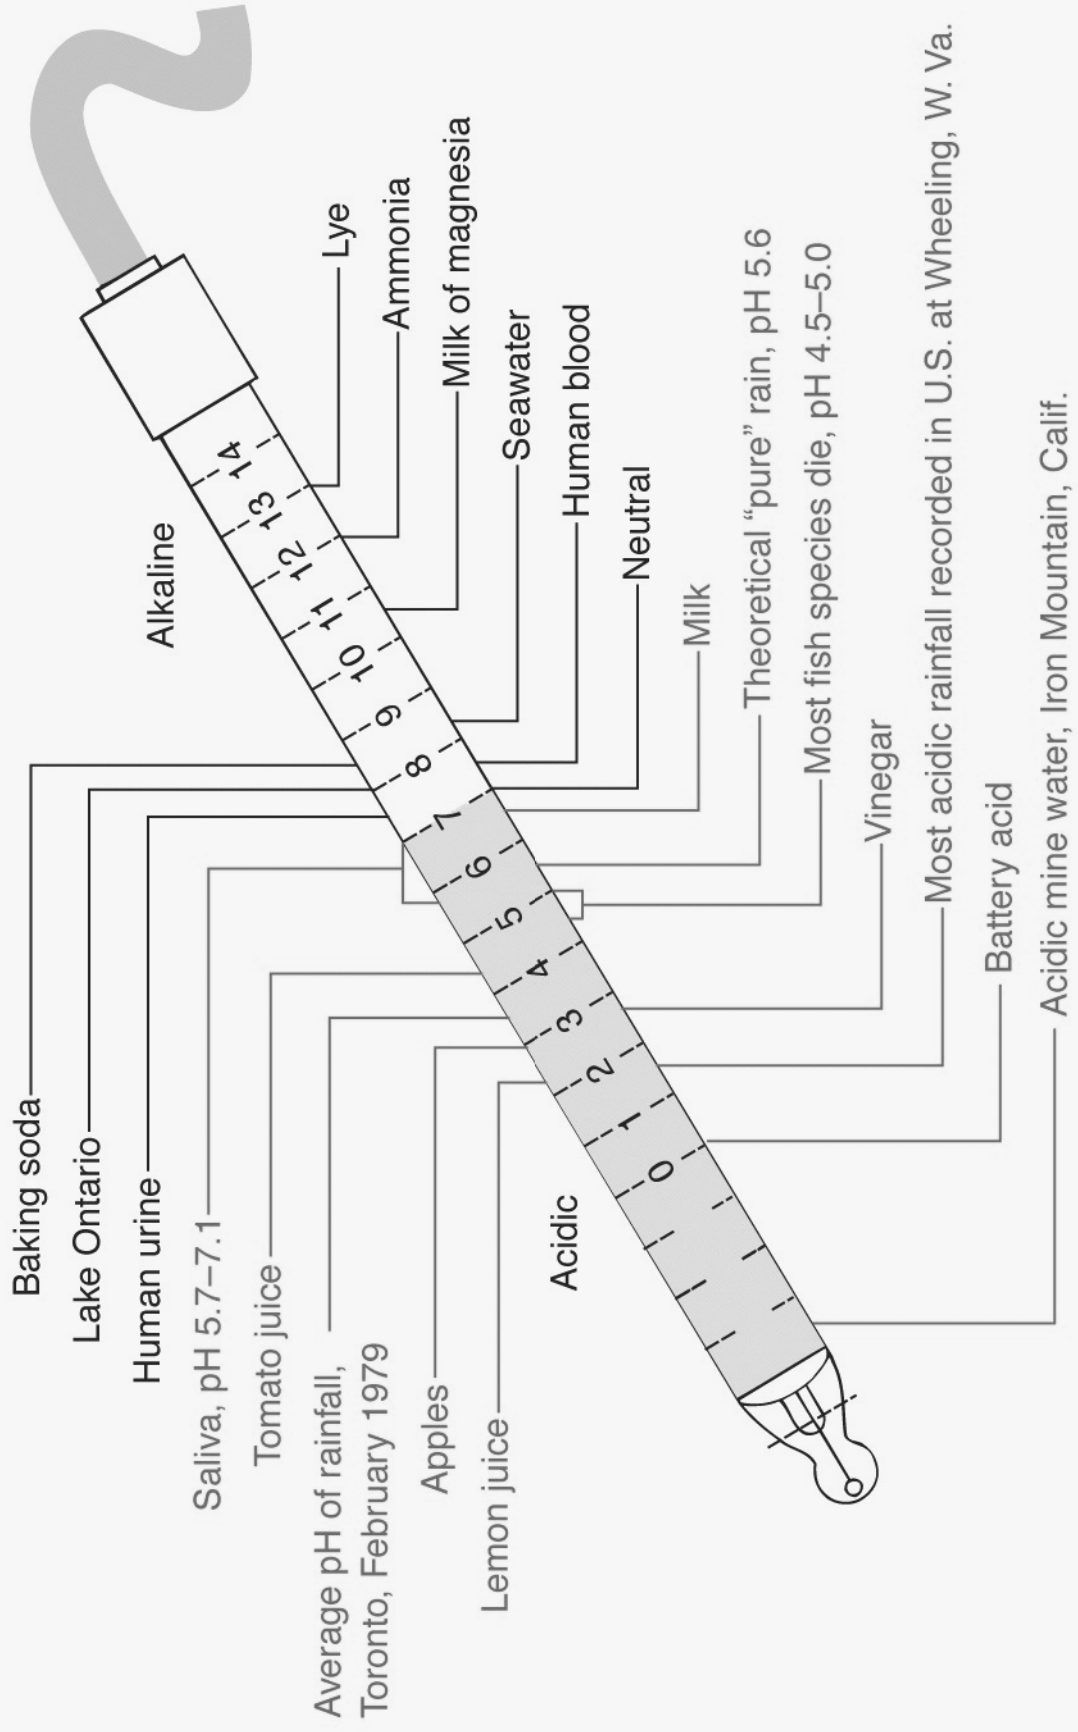 Baking soda
Lake Ontario
Human urine
Saliva, pH 5.7–7.1
Tomato juice
Average pH of rainfall,
Toronto, February 1979
Apples
Lemon juice
Alkaline
Acidic
14
13
12
11
10
9
8
7
6
5
4
3
2
1
0
Lye
Ammonia
Milk of magnesia
Seawater
Human blood
Neutral
Milk
Theoretical “pure” rain, pH 5.6
Most fish species die, pH 4.5–5.0
Vinegar
Most acidic rainfall recorded in U.S. at Wheeling, W. Va.
Battery acid
Acidic mine water, Iron Mountain, Calif.